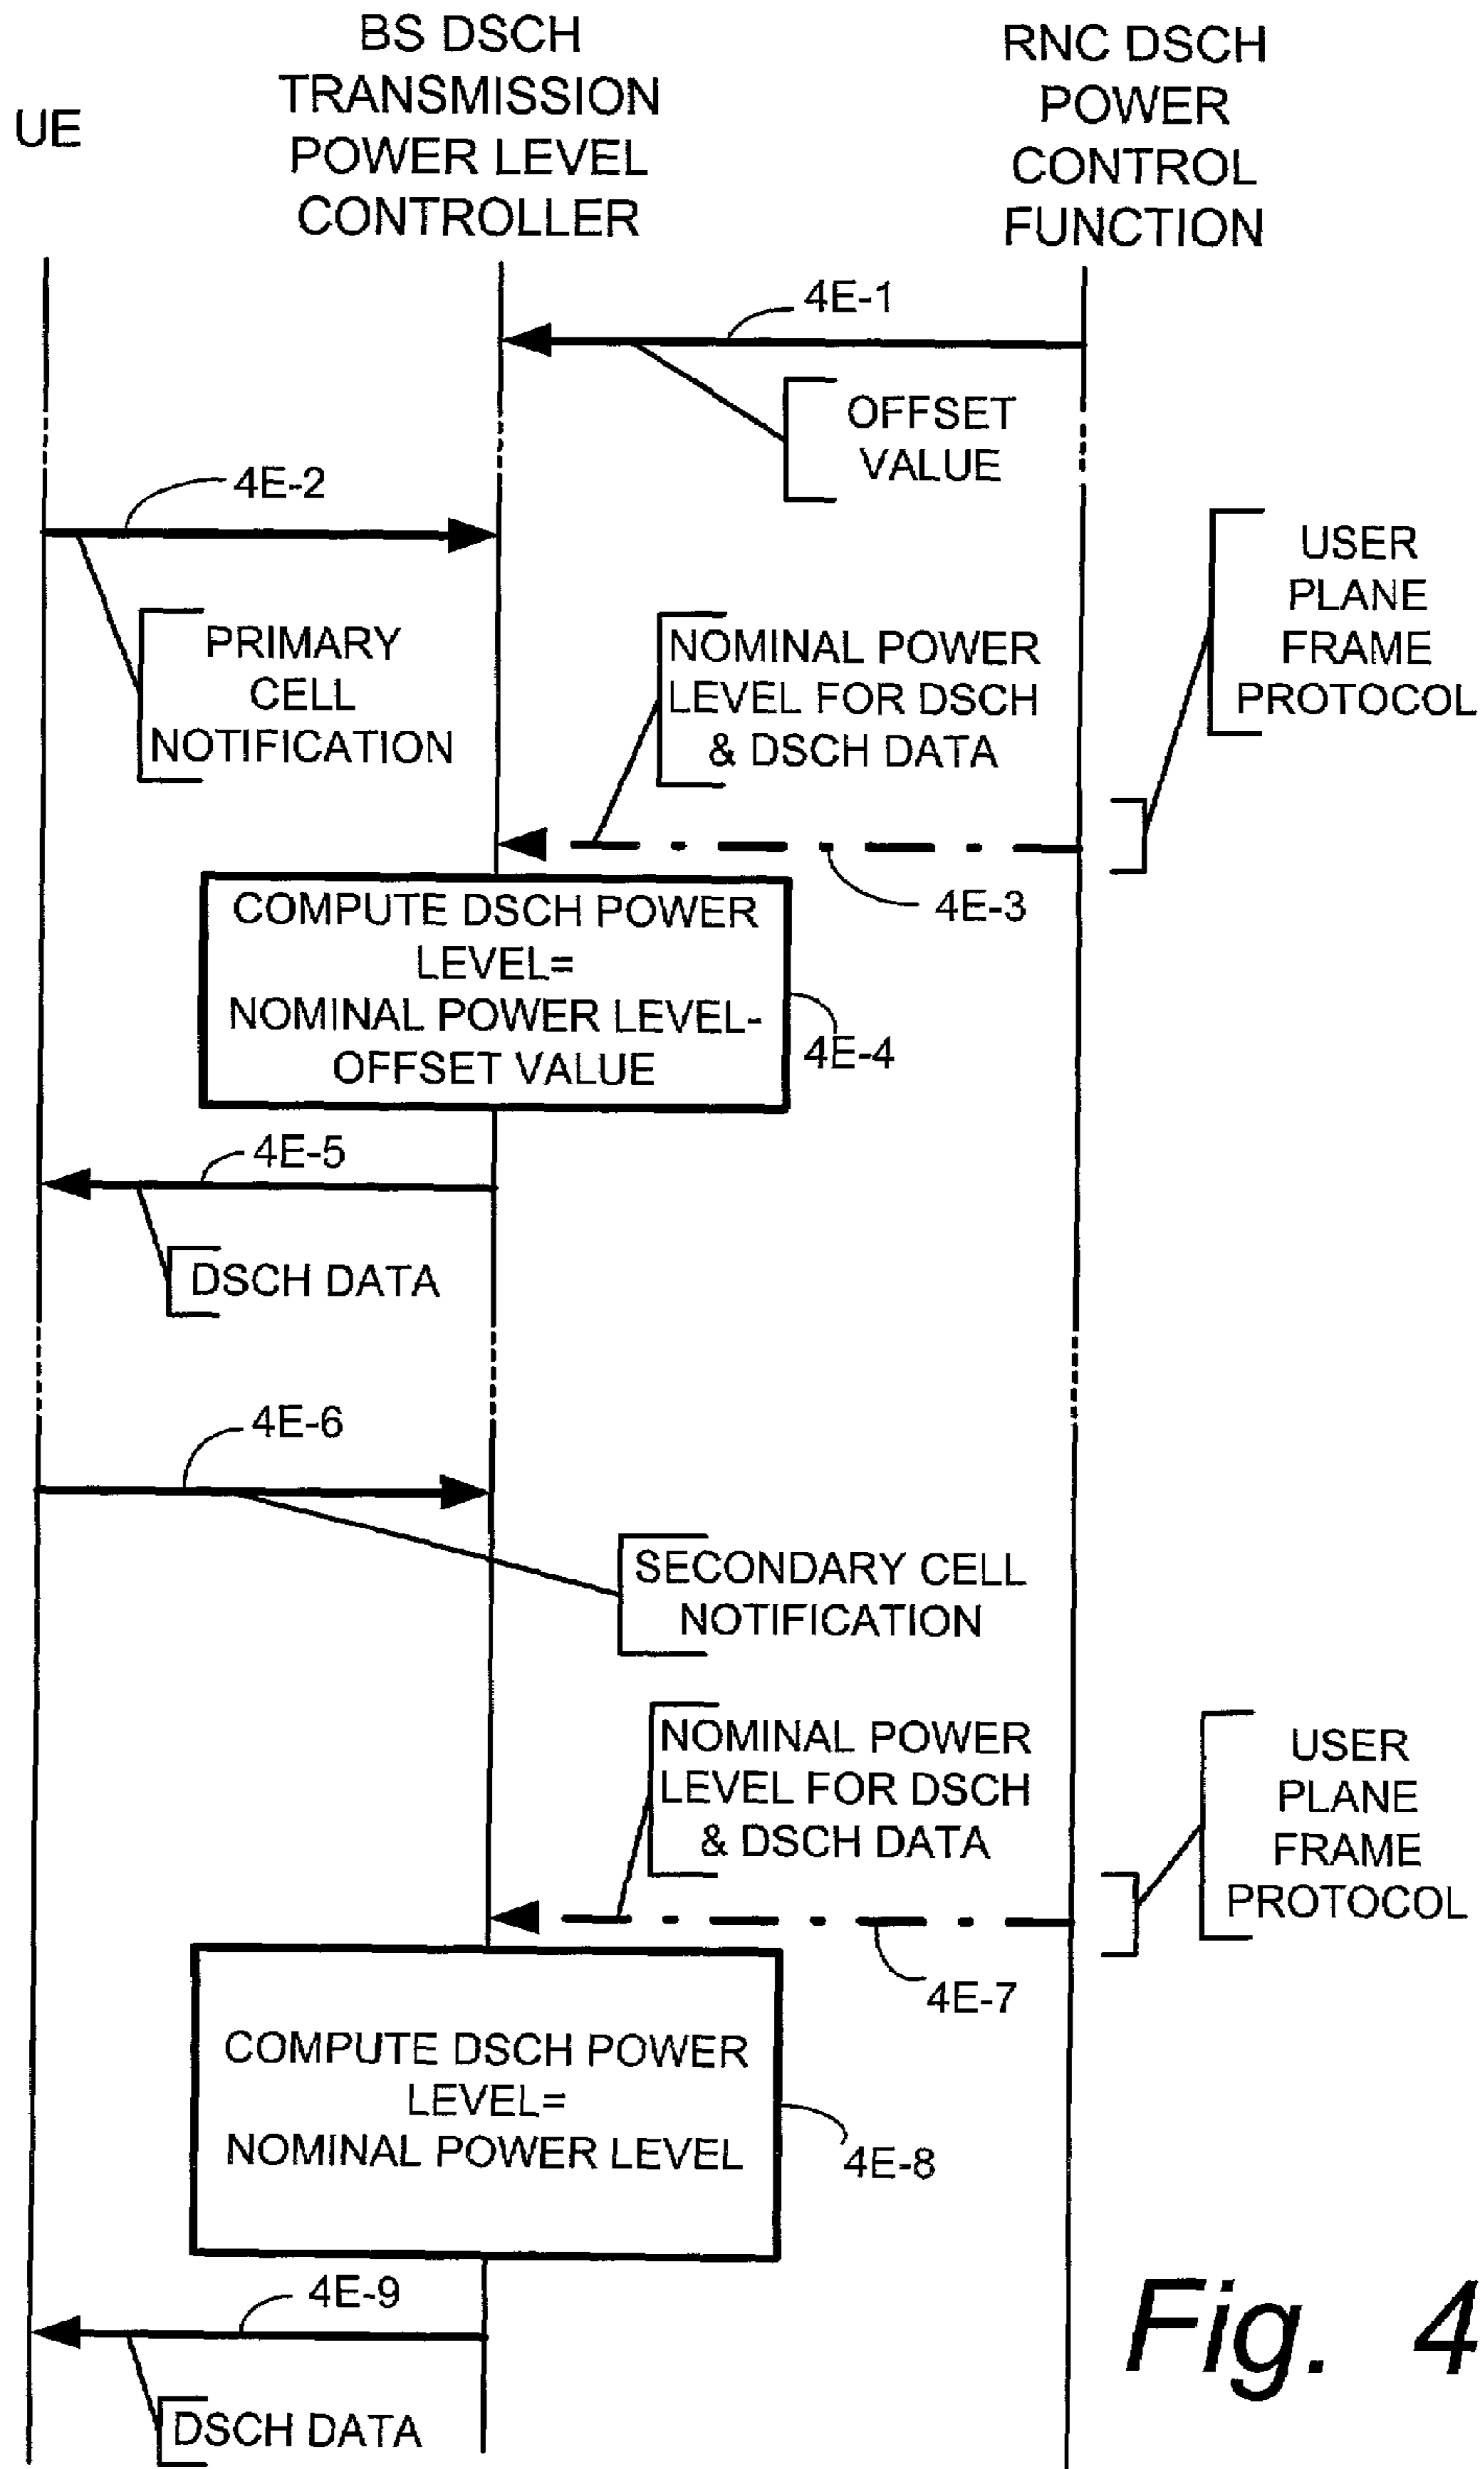 UE
BS DSCH
TRANSMISSION
POWER LEVEL
CONTROLLER
RNC DSCH
POWER
CONTROL
FUNCTION
4E-1
OFFSET
VALUE
4E-2
PRIMARY
CELL
NOTIFICATION
NOMINAL POWER
LEVEL FOR DSCH
& DSCH DATA
USER
PLANE
FRAME
PROTOCOL
4E-3
COMPUTE DSCH POWER
LEVEL=
NOMINAL POWER LEVEL-
OFFSET VALUE
4E-4
4E-5
DSCH DATA
4E-6
SECONDARY CELL
NOTIFICATION
NOMINAL POWER
LEVEL FOR DSCH
& DSCH DATA
USER
PLANE
FRAME
PROTOCOL
4E-7
COMPUTE DSCH POWER
LEVEL=
NOMINAL POWER LEVEL
4E-8
4E-9
DSCH DATA
Fig. 4